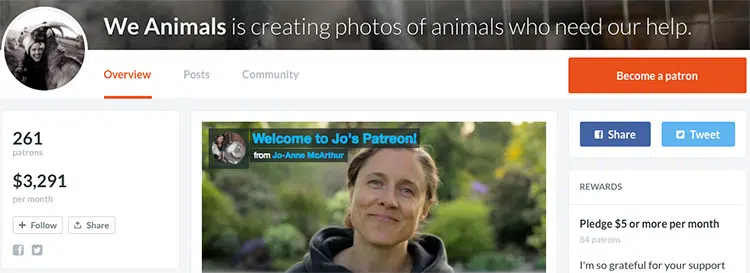 We Animals is creating photos of animals who need our help.
Overview
Posts
Community
Become a patron
261
patrons
$3,291
per month
Follow
Share
Welcome to Jo's Patreon!
from Jo-Anne McArthur
Share
Tweet
REWARDS
Pledge $5 or more per month
84 patrons
I'm so grateful for your support